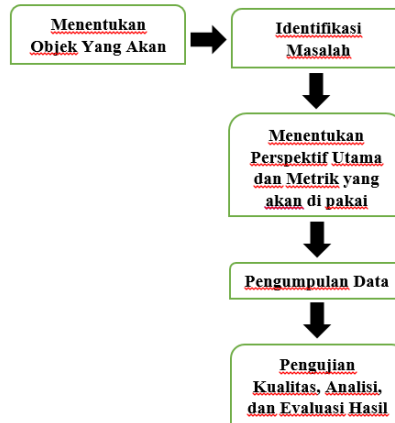 Menentukan
Objek Yang Akan
Identifikasi
Masalah
Menentukan
Perspektif Utama
dan Metrik yang
akan di pakai
Pengumpulan Data
Pengujian
Kualitas, Analisi,
dan Evaluasi Hasil